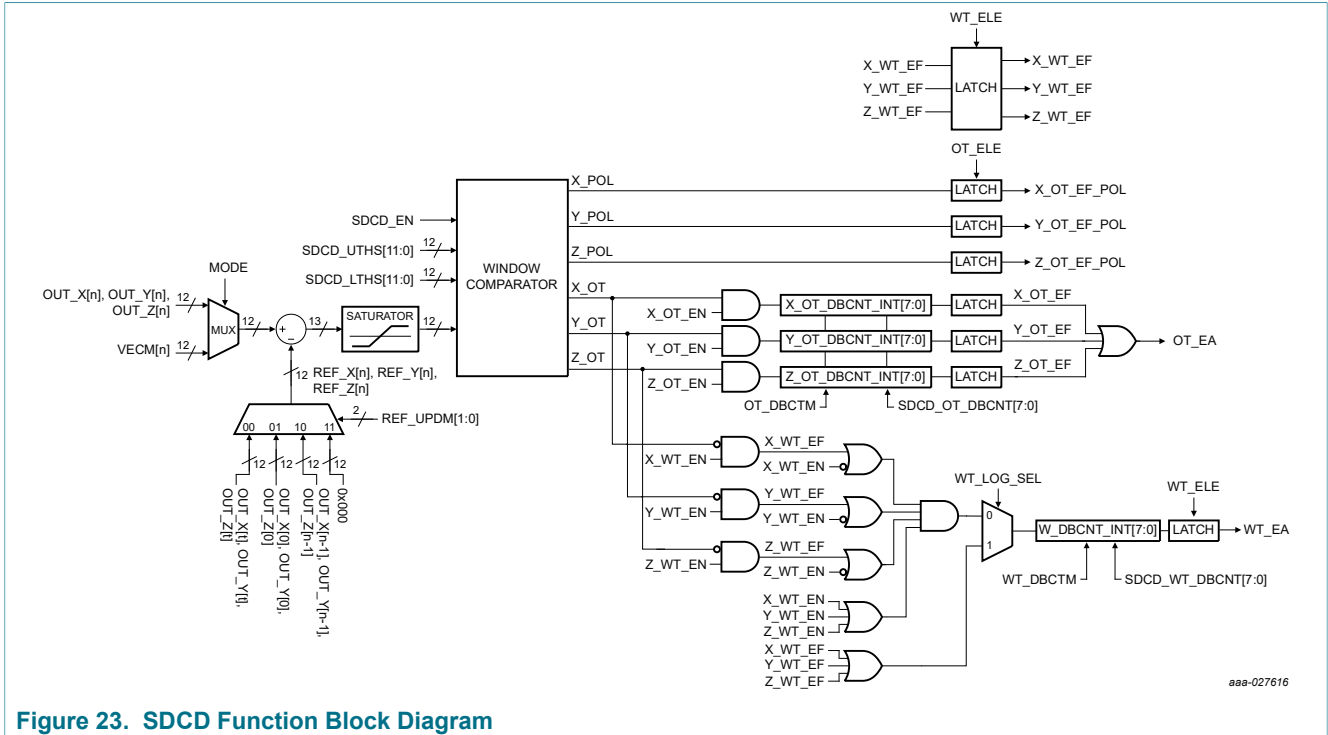 WT_ELE
X_WT_EF
X_WT_EF
Y_WT_EF
LATCH
Y_WT_EF
Z_WT_EF
Z_WT_EF
OT_ELE
X_POL
LATCH
X_OT_EF_POL
SDCD_EN
Y_POL
LATCH
Y_OT_EF_POL
SDCD_UTHS[11:0]
12
Z_POL
LATCH
Z_OT_EF_POL
MODE
SDCD_LTHS[11:0]
12
WINDOW
COMPARATOR
X_OT
X_OT_EN
X_OT_DBCNT_INT[7:0]
LATCH
X_OT_EF
OUT_X[n], OUT_Y[n],
OUT_Z[n]
12
MUX
12
+
−
13
SATURATOR
12
Y_OT
Y_OT_EN
Y_OT_DBCNT_INT[7:0]
LATCH
Y_OT_EF
OT_EA
VECM[n]
12
Z_OT
Z_OT_EN
Z_OT_DBCNT_INT[7:0]
LATCH
Z_OT_EF
12
REF_X[n], REF_Y[n],
REF_Z[n]
OT_DBCTM
SDCD_OT_DBCNT[7:0]
00
01
10
11
2
REF_UPDM[1:0]
12
12
12
12
OUT_X[t], OUT_Y[t],
OUT_Z[t]
OUT_X[0], OUT_Y[0],
OUT_Z[0]
OUT_X[n-1], OUT_Y[n-1],
OUT_Z[n-1]
0x000
X_WT_EF
X_WT_EN
X_WT_EN
WT_LOG_SEL
WT_ELE
Y_WT_EF
Y_WT_EN
Y_WT_EN
0
1
W_DBCNT_INT[7:0]
LATCH
WT_EA
Z_WT_EF
Z_WT_EN
Z_WT_EN
WT_DBCTM
SDCD_WT_DBCNT[7:0]
X_WT_EN
Y_WT_EN
Z_WT_EN
X_WT_EF
Y_WT_EF
Z_WT_EF
aaa-027616
Figure 23. SDCD Function Block Diagram